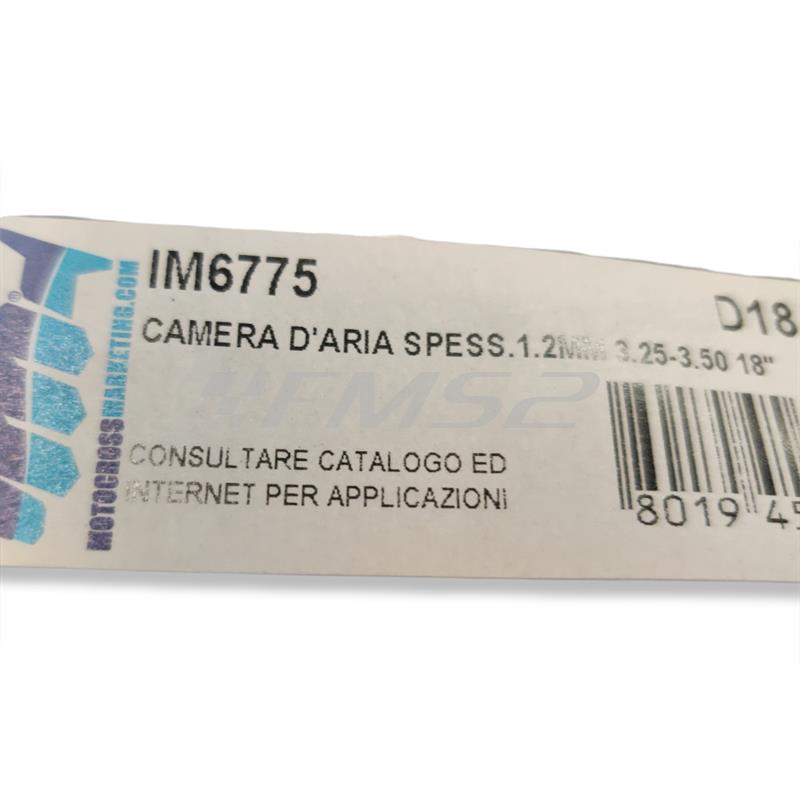 IM6775
D18
CAMERA D'ARIA SPESS.1.2MM 3.25-3.50 18"
#FMS2
CONSULTARE CATALOGO ED
INTERNET PER APPLICAZIONI
8019 45
MOTOCROSSMARKETING.COM
®